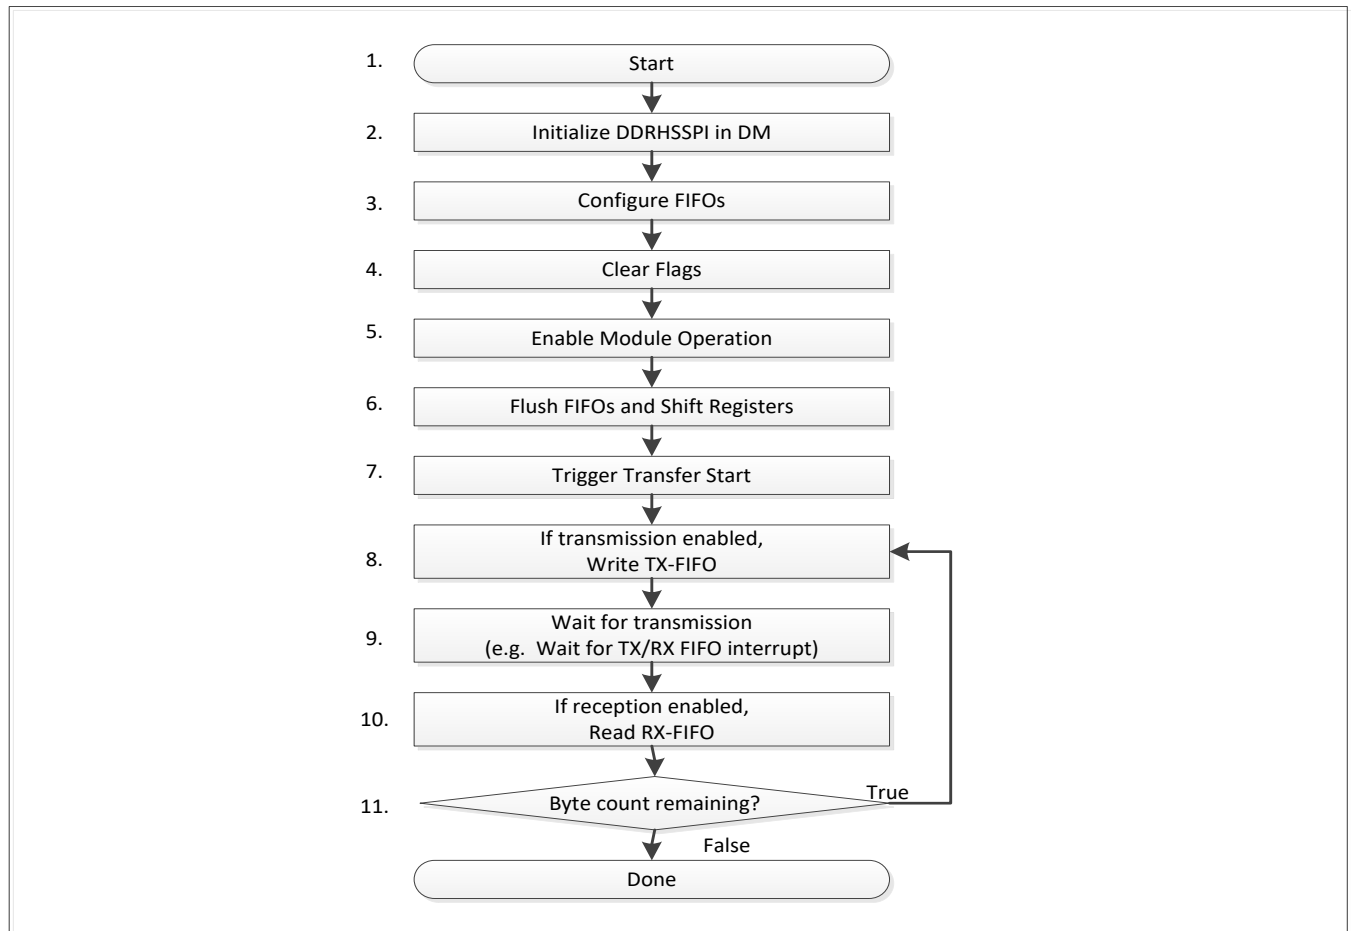 1. Start
2. Initialize DDRHSSPI in DM
3. Configure FIFOs
4. Clear Flags
5. Enable Module Operation
6. Flush FIFOs and Shift Registers
7. Trigger Transfer Start
If transmission enabled,
8. Write TX-FIFO
Wait for transmission
9. (e.g. Wait for TX/RX FIFO interrupt)
If reception enabled,
10. Read RX-FIFO
True
11. Byte count remaining?
False
Done